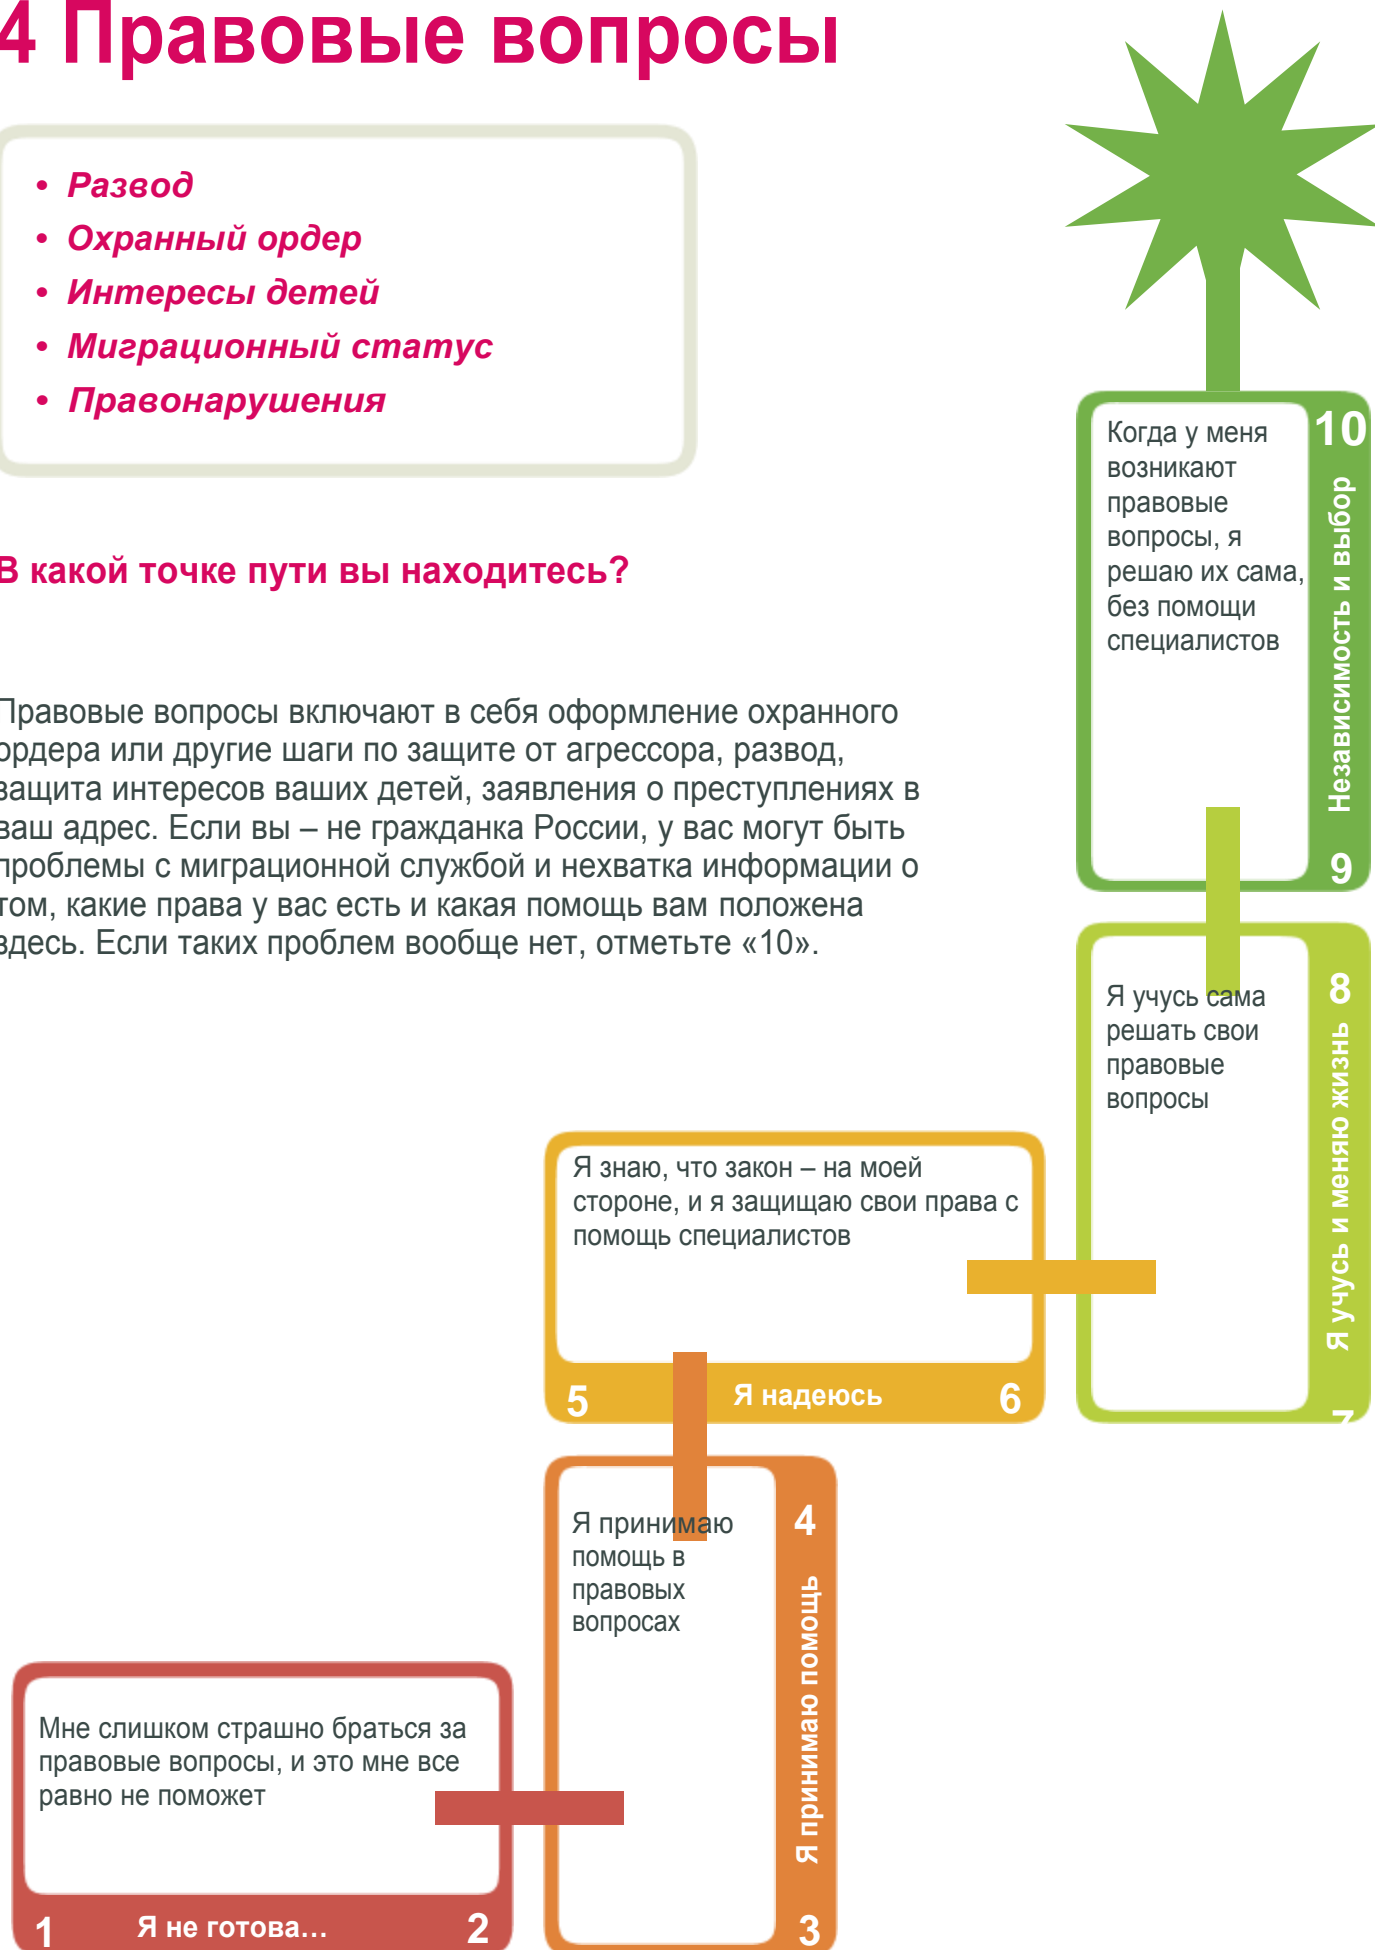 4 Правовые вопросы
• Развод
• Охранный ордер
• Интересы детей
• Миграционный статус
• Правонарушения
В какой точке пути вы находитесь?
Правовые вопросы включают в себя оформление охранного
ордера или другие шаги по защите от агрессора, развод,
защита интересов ваших детей, заявления о преступлениях в
ваш адрес. Если вы – не гражданка России, у вас могут быть
проблемы с миграционной службой и нехватка информации о
том, какие права у вас есть и какая помощь вам положена
здесь. Если таких проблем вообще нет, отметьте «10».
Когда у меня
возникают
правовые
вопросы, я
решаю их сама,
без помощи
специалистов
10
Независимость и выбор
9
Я учусь сама
решать свои
правовые
вопросы
8
Я учусь и меняю жизнь
7
Я знаю, что закон – на моей
стороне, и я защищаю свои права с
помощь специалистов
5 Я надеюсь 6
Я принимаю
помощь в
правовых
вопросах
4
Я принимаю помощь
3
Мне слишком страшно браться за
правовые вопросы, и это мне все
равно не поможет
1 Я не готова... 2